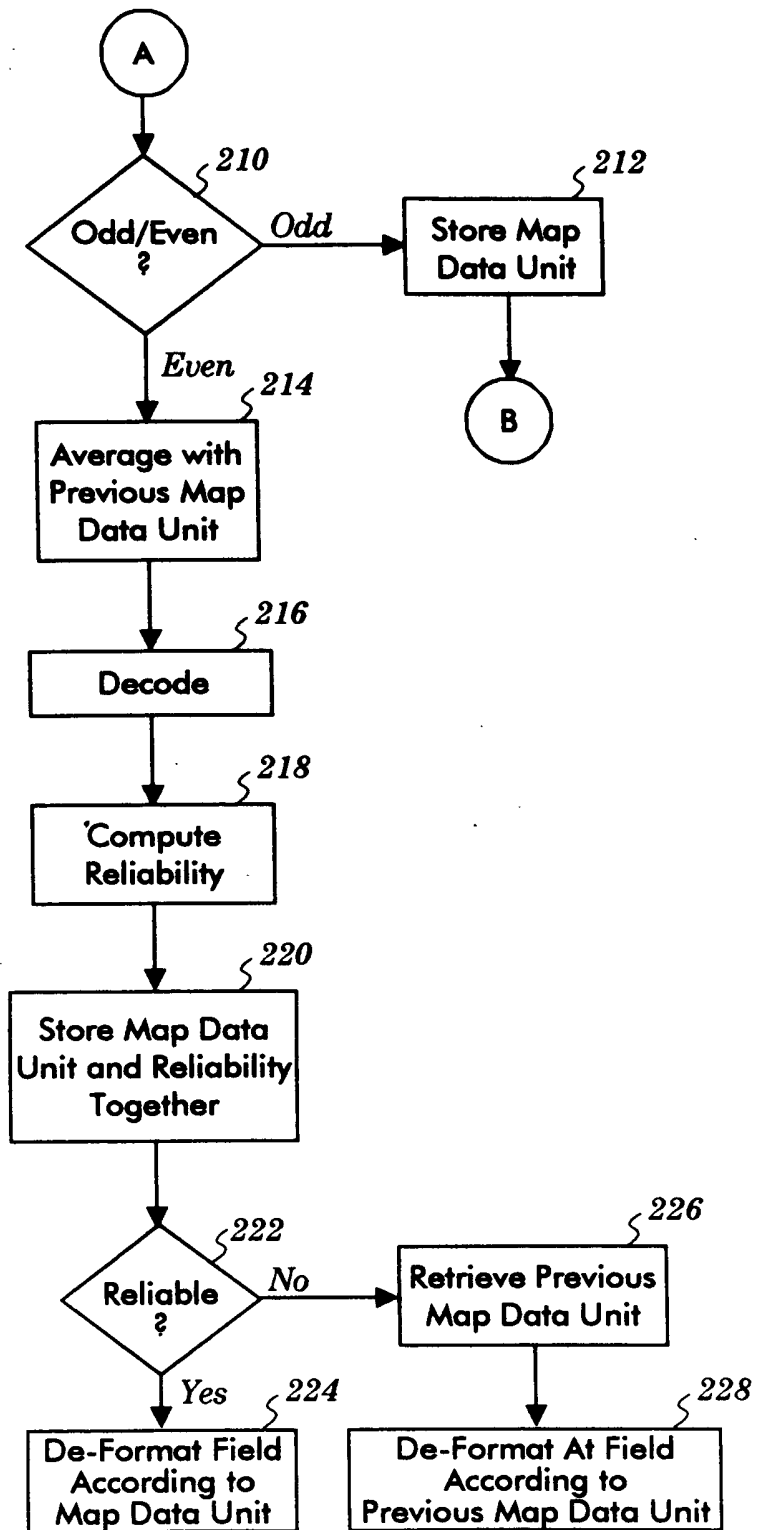 A
210
Odd/Even
?
Odd
212
Store Map
Data Unit
Even
B
214
Average with
Previous Map
Data Unit
216
Decode
218
Compute
Reliability
220
Store Map Data
Unit and Reliability
Together
222
Reliable
?
No
226
Retrieve Previous
Map Data Unit
Yes
224
De-Format Field
According to
Map Data Unit
228
De-Format At Field
According to
Previous Map Data Unit